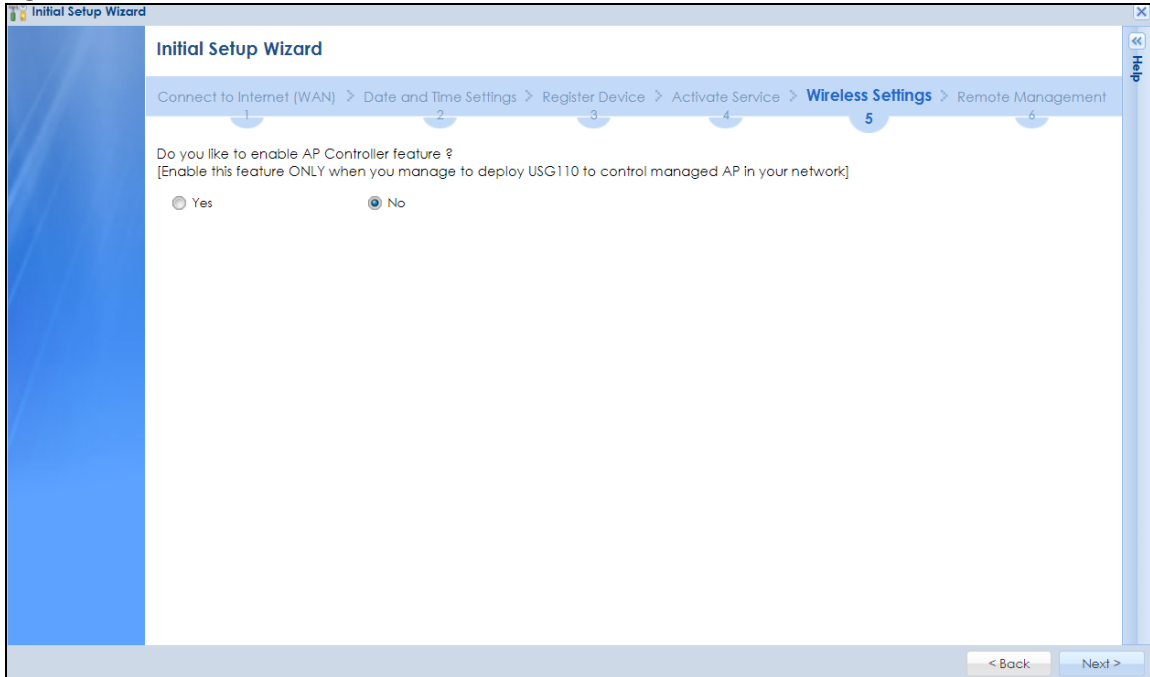 Initial Setup Wizard
Initial Setup Wizard
Help
Connect to Internet (WAN) > Date and Time Settings > Register Device > Activate Service > Wireless Settings > Remote Management
1 2 3 4 5 6
Do you like to enable AP Controller feature ?
[Enable this feature ONLY when you manage to deploy USG110 to control managed AP in your network]
Yes No
< Back Next >